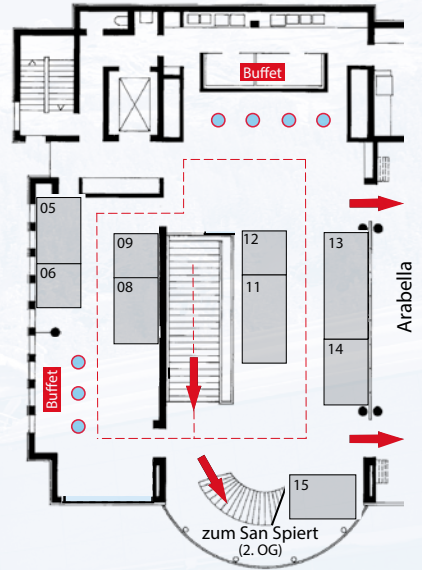 Buffet
05
06
09
08
12
11
13
14
Arabella
Buffet
15
zum San Spiert
(2. OG)